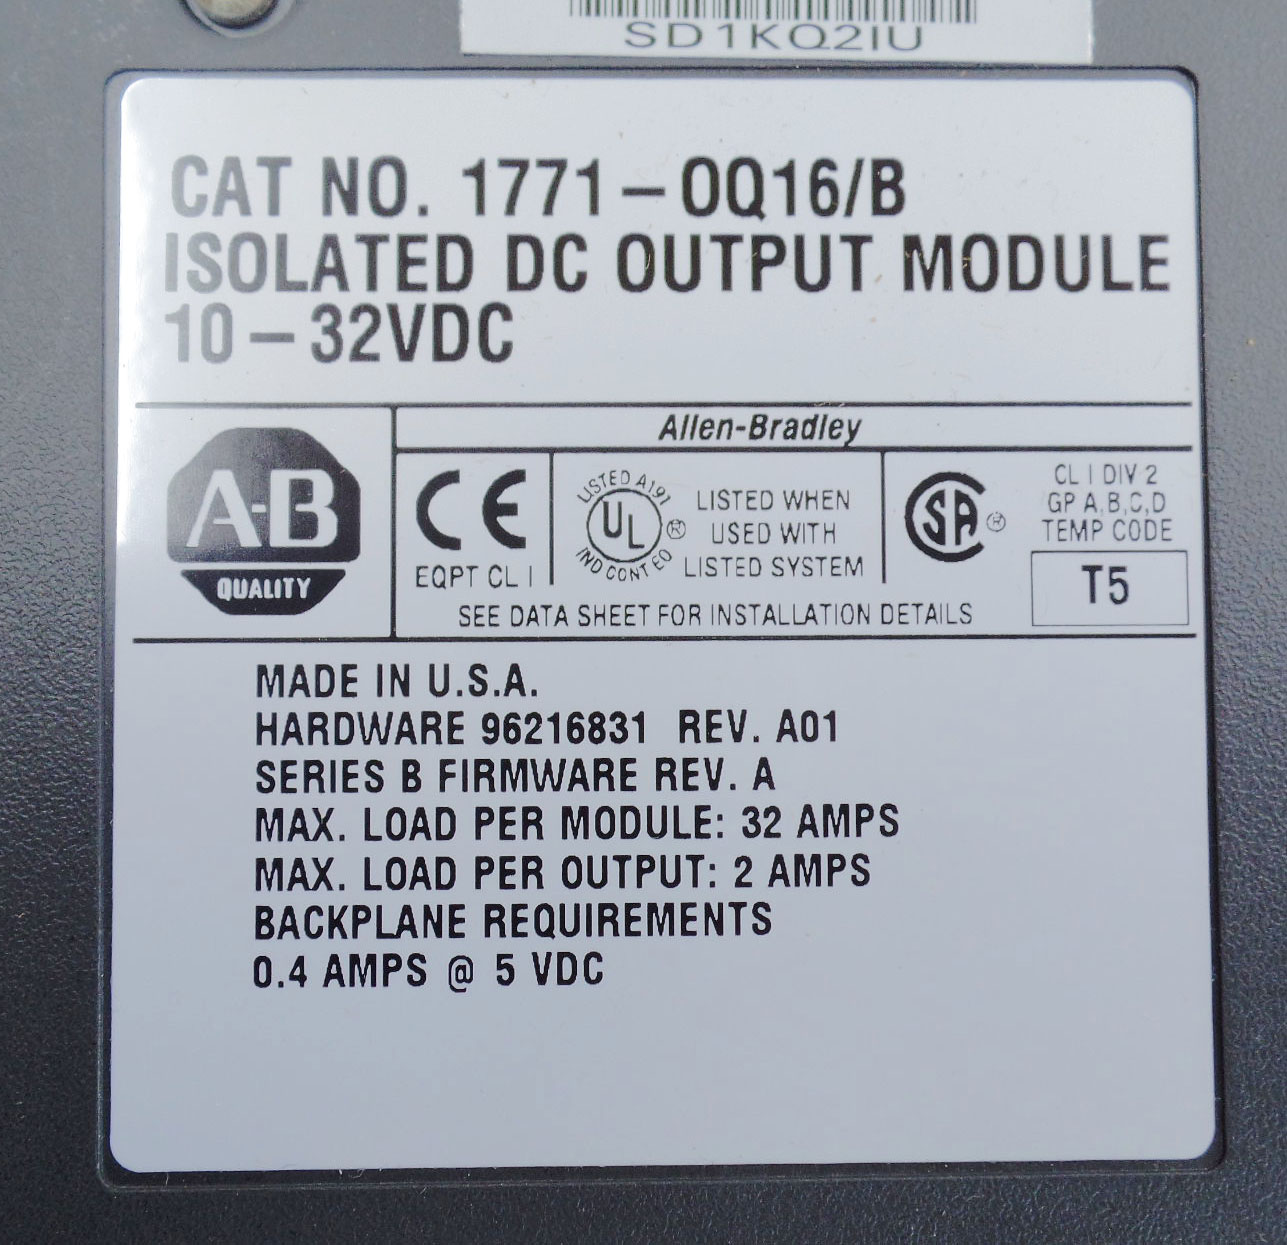 SD1KQ2IU
CAT NO. 1771-OQ16/B
ISOLATED DC OUTPUT MODULE
10-32VDC
A-B
QUALITY
Allen-Bradley
CE
EQPT CL I
LISTED A191
UL ®
IND CONT EQ
LISTED WHEN
USED WITH
LISTED SYSTEM
SA ®
CL I DIV 2
GP A,B,C,D
TEMP CODE
T5
SEE DATA SHEET FOR INSTALLATION DETAILS
MADE IN U.S.A.
HARDWARE 96216831 REV. A01
SERIES B FIRMWARE REV. A
MAX. LOAD PER MODULE: 32 AMPS
MAX. LOAD PER OUTPUT: 2 AMPS
BACKPLANE REQUIREMENTS
0.4 AMPS @ 5 VDC